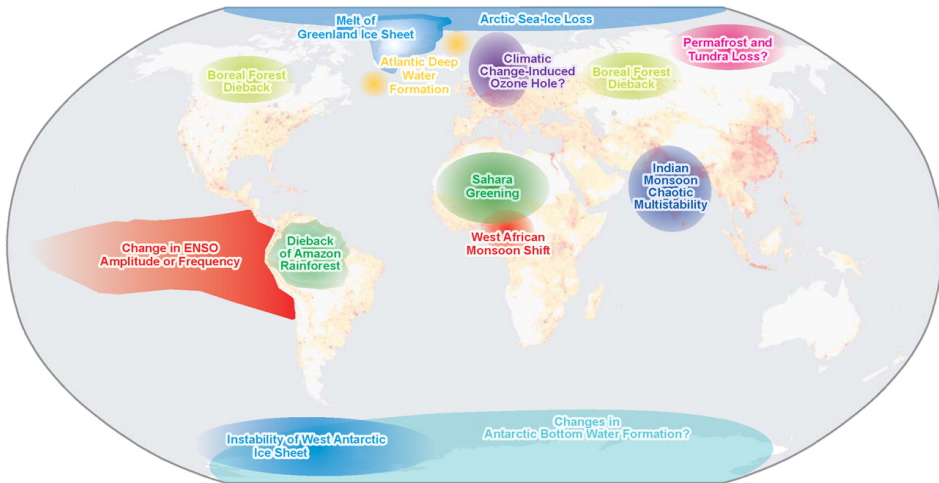 Melt of
Greenland Ice Sheet
Arctic Sea-Ice Loss
Atlantic Deep
Water
Formation
Climatic
Change-Induced
Ozone Hole?
Permafrost and
Tundra Loss?
Boreal Forest
Dieback
Boreal Forest
Dieback
Sahara
Greening
Indian
Monsoon
Chaotic
Multistability
West African
Monsoon Shift
Change in ENSO
Amplitude or Frequency
Dieback
of Amazon
Rainforest
Instability of West Antarctic
Ice Sheet
Changes in
Antarctic Bottom Water Formation?